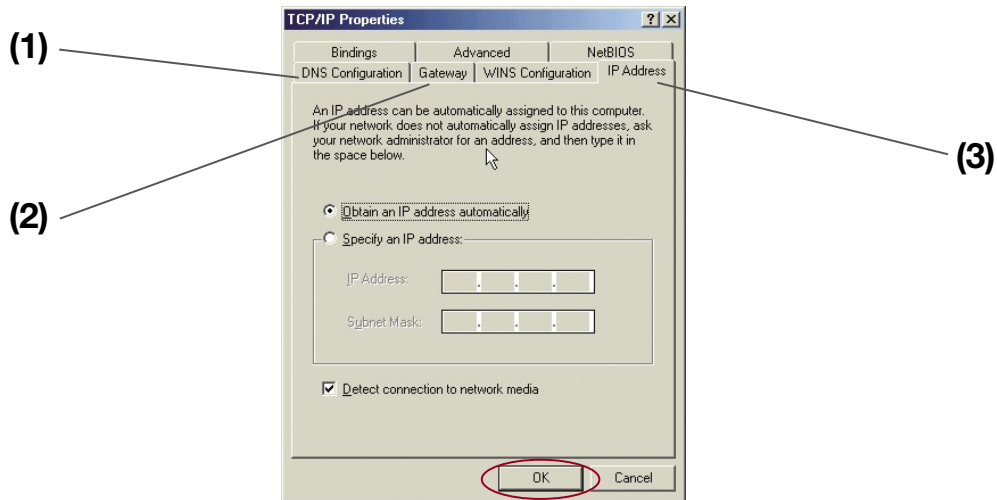 TCP/IP Properties
? ×
Bindings Advanced NetBIOS
(1)
DNS Configuration Gateway WINS Configuration IP Address
An IP address can be automatically assigned to this computer.
If your network does not automatically assign IP addresses, ask
your network administrator for an address, and then type it in
the space below.
(3)
(2)
Obtain an IP address automatically
Specify an IP address:
IP Address: . . .
Subnet Mask: . . .
Detect connection to network media
OK Cancel